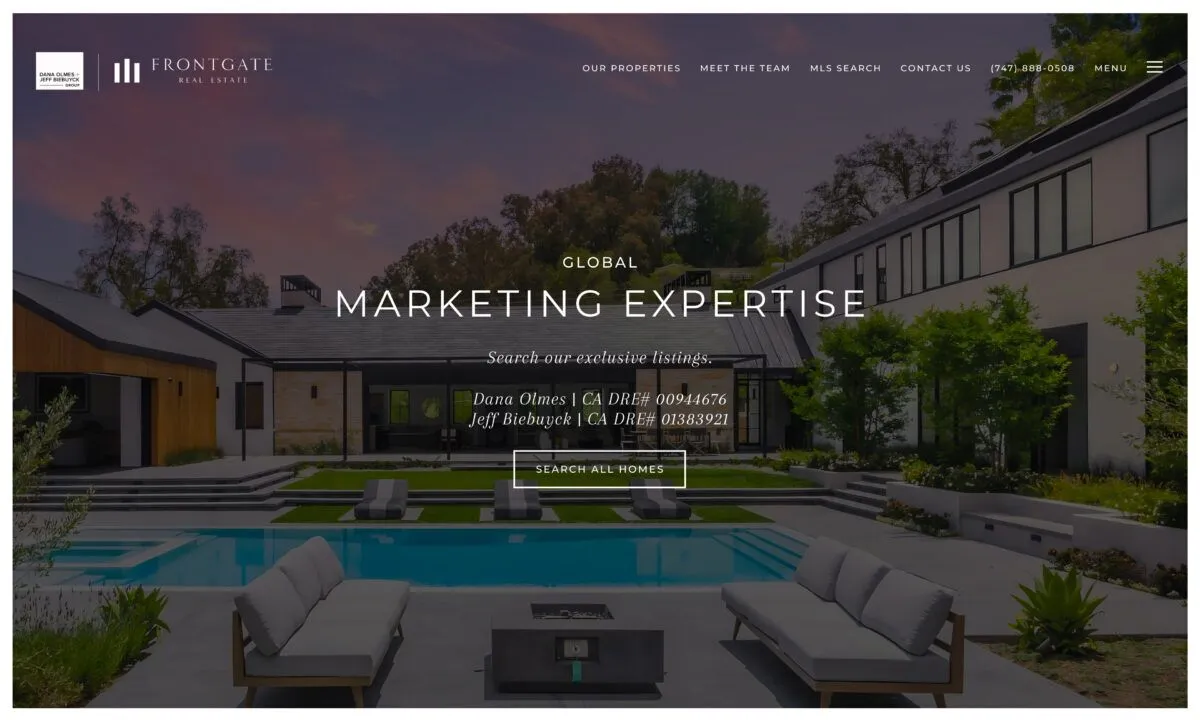 DANA OLMES +
JEFF BIEBUYCK
GROUP
FRONTGATE
REAL ESTATE
OUR PROPERTIES
MEET THE TEAM
MLS SEARCH
CONTACT US
(747) 888-0508
MENU
GLOBAL
MARKETING EXPERTISE
Search our exclusive listings.
Dana Olmes | CA DRE# 00944676
Jeff Biebuyck | CA DRE# 01383921
SEARCH ALL HOMES